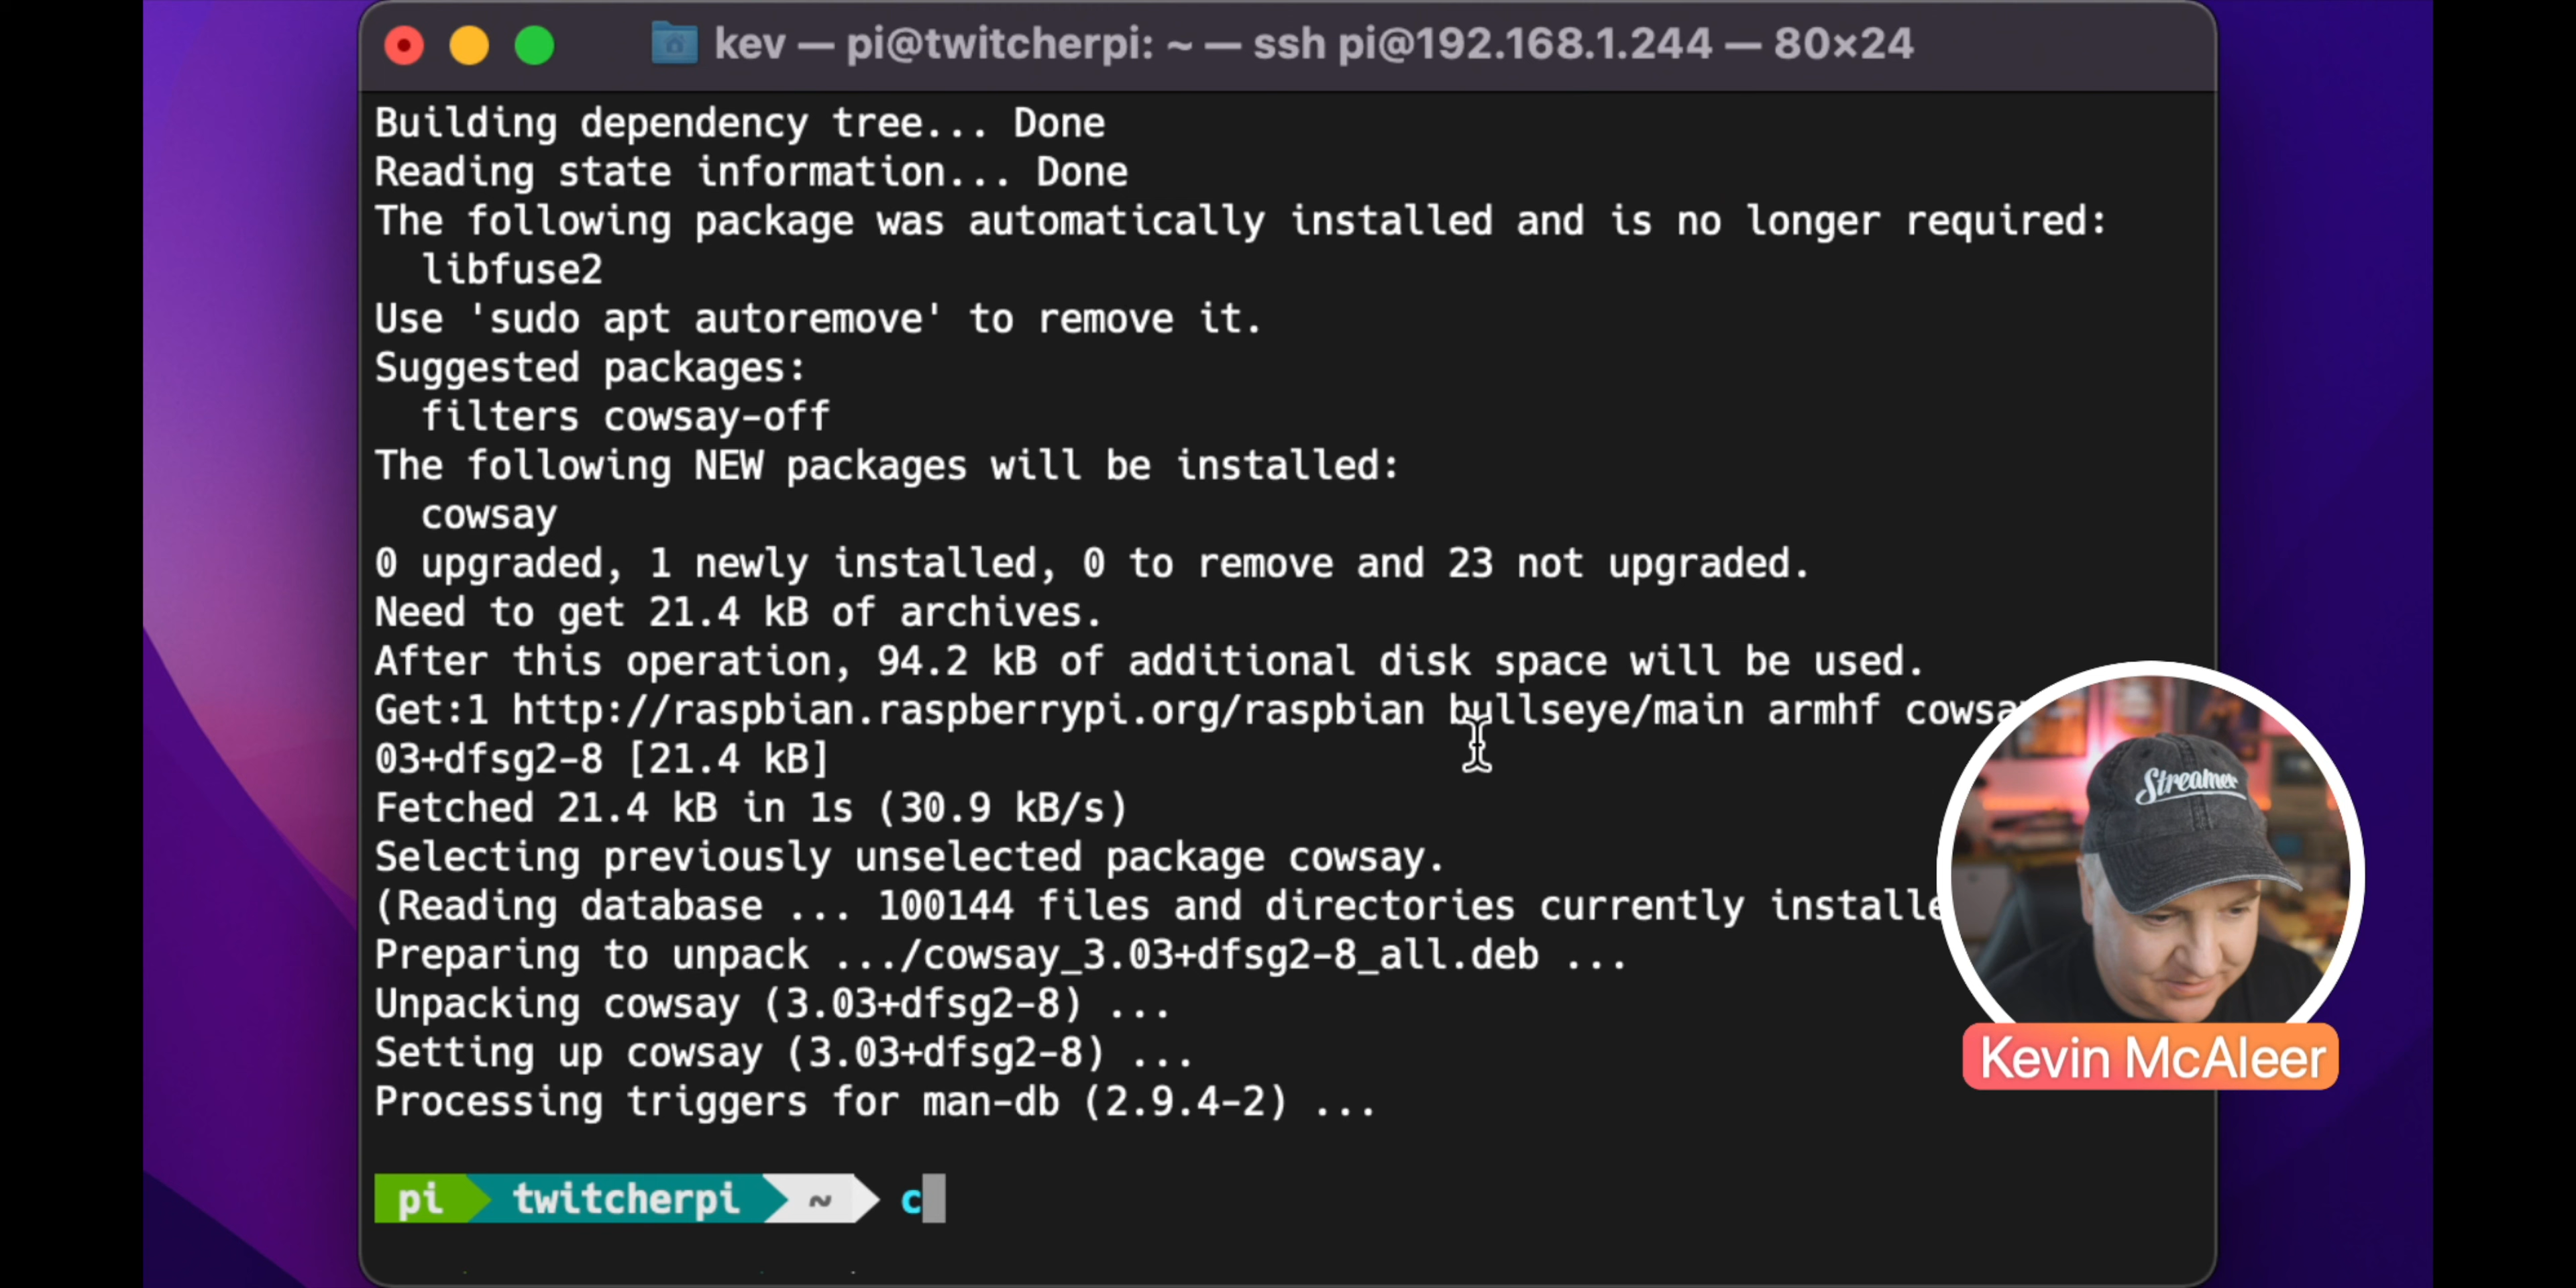 kev — pi@twitcherpi: ~ — ssh pi@192.168.1.244 — 80×24
Building dependency tree... Done
Reading state information... Done
The following package was automatically installed and is no longer required:
libfuse2
Use 'sudo apt autoremove' to remove it.
Suggested packages:
filters cowsay-off
The following NEW packages will be installed:
cowsay
0 upgraded, 1 newly installed, 0 to remove and 23 not upgraded.
Need to get 21.4 kB of archives.
After this operation, 94.2 kB of additional disk space will be used.
Get:1 http://raspbian.raspberrypi.org/raspbian bullseye/main armhf
03+dfsg2-8 [21.4 kB]
Fetched 21.4 kB in 1s (30.9 kB/s)
Selecting previously unselected package cowsay.
(Reading database ... 100144 files and directories currently
Preparing to unpack .../cowsay_3.03+dfsg2-8_all.deb ...
Unpacking cowsay (3.03+dfsg2-8) ...
Setting up cowsay (3.03+dfsg2-8) ...
Processing triggers for man-db (2.9.4-2) ...
pi twitcherpi ~ c
Streamer
Kevin McAleer